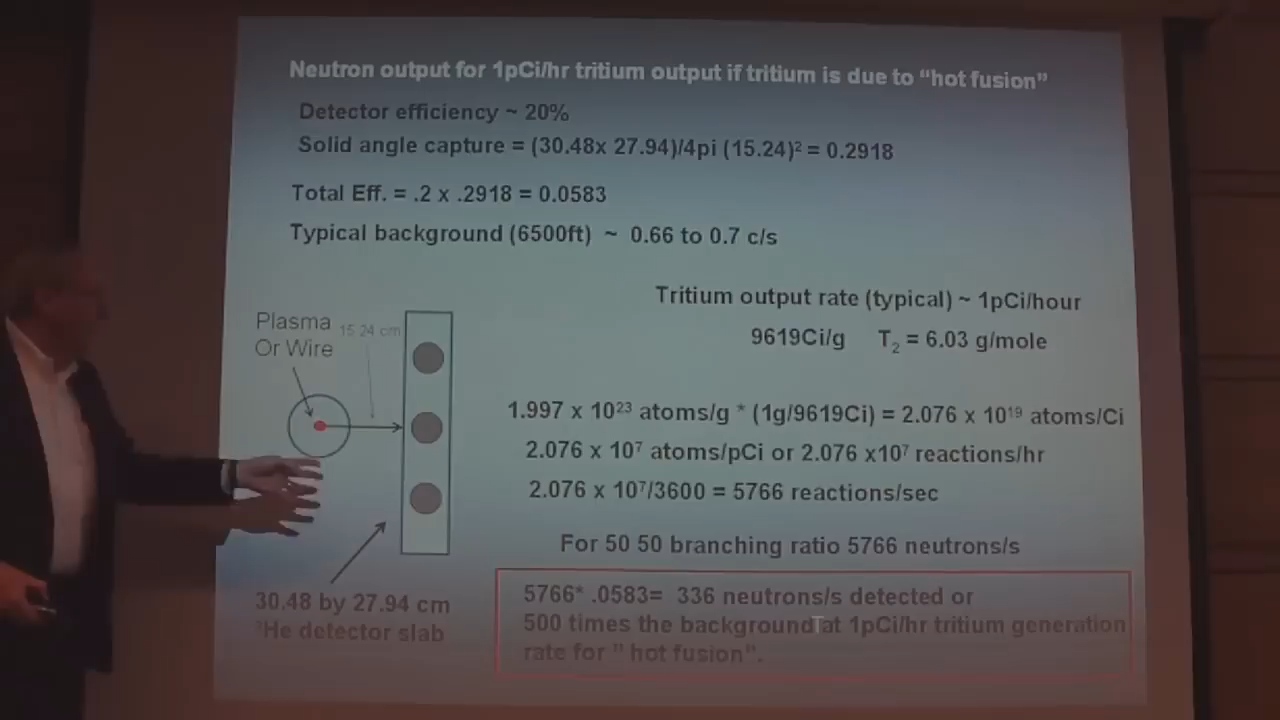 Neutron output for 1pCi/hr tritium output if tritium is due to “hot fusion”
Detector efficiency ~ 20%
Solid angle capture = (30.48x 27.94)/4pi (15.24)² = 0.2918
Total Eff. = .2 x .2918 = 0.0583
Typical background (6500ft) ~ 0.66 to 0.7 c/s
Tritium output rate (typical) ~ 1pCi/hour
9619Ci/g T₂ = 6.03 g/mole
Plasma
Or Wire
15.24 cm
1.997 x 10²³ atoms/g * (1g/9619Ci) = 2.076 x 10¹⁹ atoms/Ci
2.076 x 10⁷ atoms/pCi or 2.076 x10⁷ reactions/hr
2.076 x 10⁷/3600 = 5766 reactions/sec
For 50 50 branching ratio 5766 neutrons/s
30.48 by 27.94 cm
³He detector slab
5766* .0583= 336 neutrons/s detected or
500 times the background at 1pCi/hr tritium generation
rate for ” hot fusion”.